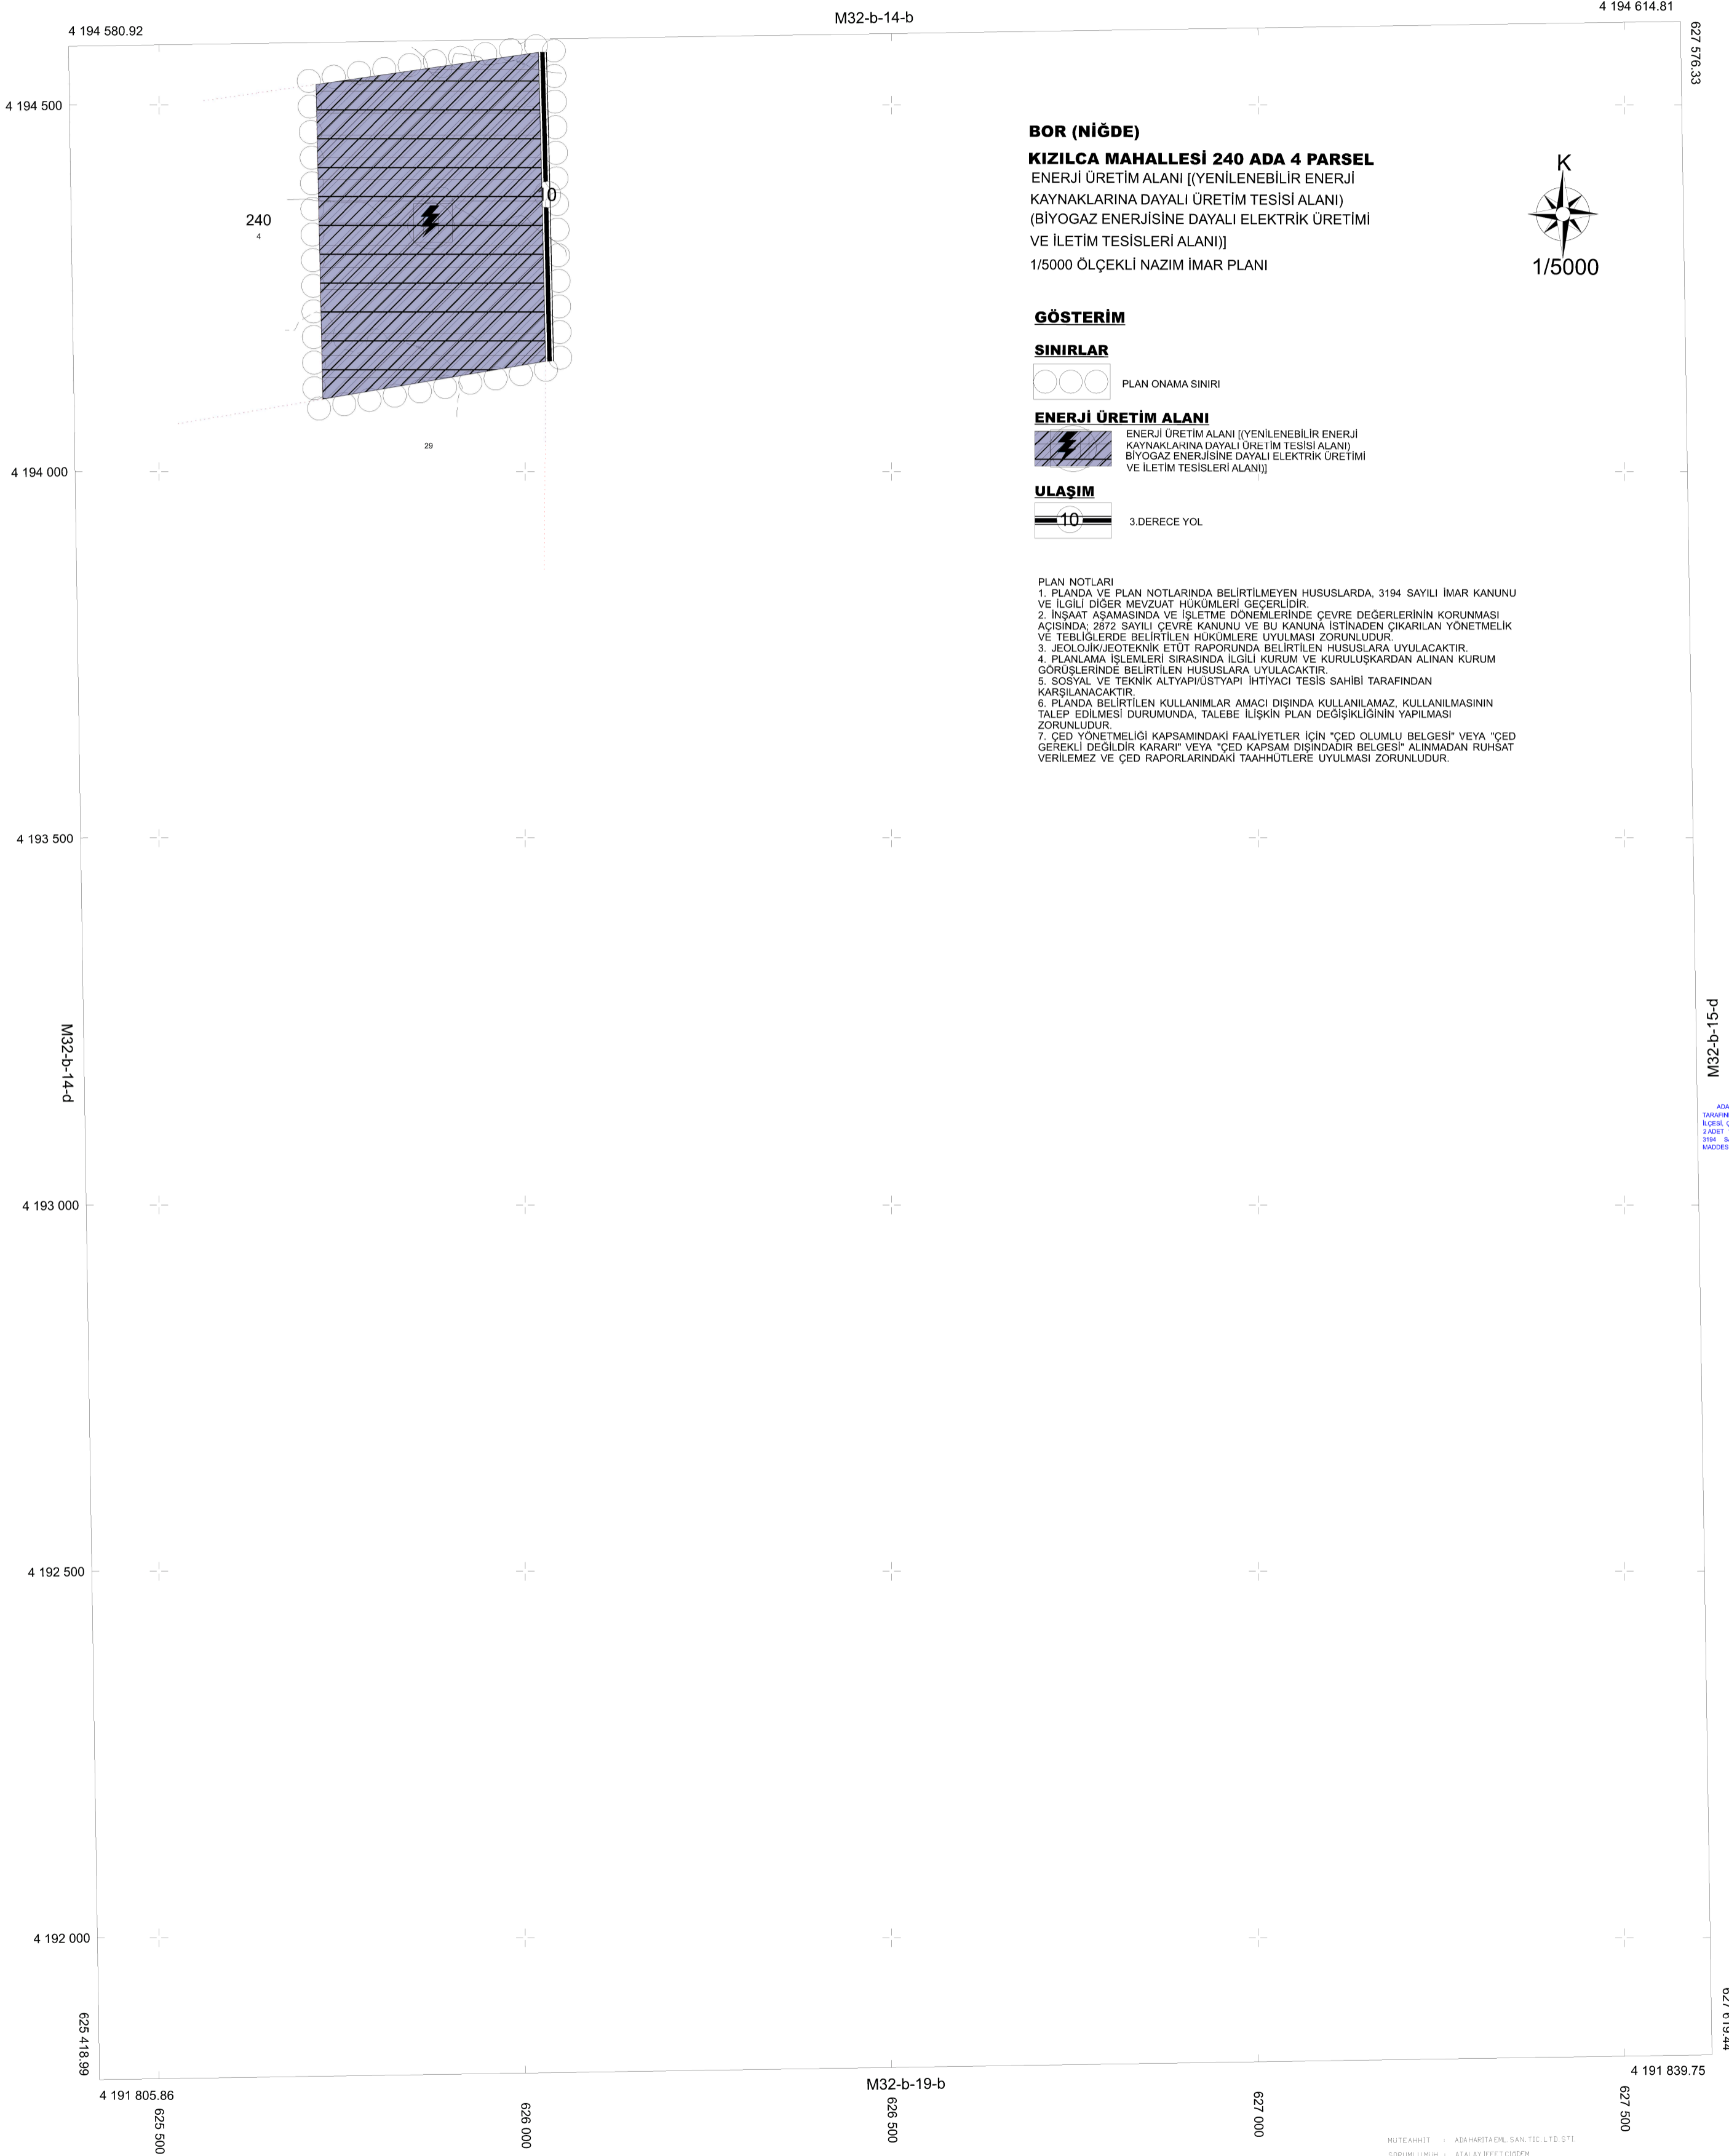 M32-b-14-b
4 194 614.81
4 194 580.92
627 576.33
4 194 500
BOR (NİĞDE)
KIZILCA MAHALLESİ 240 ADA 4 PARSEL
ENERJİ ÜRETİM ALANI [(YENİLENEBİLİR ENERJİ
KAYNAKLARINA DAYALI ÜRETİM TESİSİ ALANI)
(BİYOGAZ ENERJİSİNE DAYALI ELEKTRİK ÜRETİMİ
VE İLETİM TESİSLERİ ALANI)]
1/5000 ÖLÇEKLİ NAZIM İMAR PLANI
K
1/5000
10
240
4
29
GÖSTERİM
SINIRLAR
PLAN ONAMA SINIRI
ENERJİ ÜRETİM ALANI
ENERJİ ÜRETİM ALANI [(YENİLENEBİLİR ENERJİ
KAYNAKLARINA DAYALI ÜRETİM TESİSİ ALANI)
BİYOGAZ ENERJİSİNE DAYALI ELEKTRİK ÜRETİMİ
VE İLETİM TESİSLERİ ALANI)]
4 194 000
ULAŞIM
10
3.DERECE YOL
PLAN NOTLARI
1. PLANDA VE PLAN NOTLARINDA BELİRTİLMEYEN HUSUSLARDA, 3194 SAYILI İMAR KANUNU
VE İLGİLİ DİĞER MEVZUAT HÜKÜMLERİ GEÇERLİDİR.
2. İNŞAAT AŞAMASINDA VE İŞLETME DÖNEMLERİNDE ÇEVRE DEĞERLERİNİN KORUNMASI
AÇISINDA; 2872 SAYILI ÇEVRE KANUNU VE BU KANUNA İSTİNADEN ÇIKARILAN YÖNETMELİK
VE TEBLİĞLERDE BELİRTİLEN HÜKÜMLERE UYULMASI ZORUNLUDUR.
3. JEOLOJİK/JEOTEKNİK ETÜT RAPORUNDA BELİRTİLEN HUSUSLARA UYULACAKTIR.
4. PLANLAMA İŞLEMLERİ SIRASINDA İLGİLİ KURUM VE KURULUŞKARDAN ALINAN KURUM
GÖRÜŞLERİNDE BELİRTİLEN HUSUSLARA UYULACAKTIR.
5. SOSYAL VE TEKNİK ALTYAPI/ÜSTYAPI İHTİYACI TESİS SAHİBİ TARAFINDAN
KARŞILANACAKTIR.
6. PLANDA BELİRTİLEN KULLANIMLAR AMACI DIŞINDA KULLANILAMAZ, KULLANILMASININ
TALEP EDİLMESİ DURUMUNDA, TALEBE İLİŞKİN PLAN DEĞİŞİKLİĞİNİN YAPILMASI
ZORUNLUDUR.
7. ÇED YÖNETMELİĞİ KAPSAMINDAKİ FAALİYETLER İÇİN "ÇED OLUMLU BELGESİ" VEYA "ÇED
GEREKLİ DEĞİLDİR KARARI" VEYA "ÇED KAPSAM DIŞINDADIR BELGESİ" ALINMADAN RUHSAT
VERİLEMEZ VE ÇED RAPORLARINDAKİ TAAHHÜTLERE UYULMASI ZORUNLUDUR.
4 193 500
M32-b-14-d
M32-b-15-d
ADA
İLÇESİ,
2 ADET
3194
4 193 000
4 192 500
4 192 000
625 418.99
627 619.44
4 191 805.86
M32-b-19-b
4 191 839.75
625 500
626 000
626 500
627 000
627 500
MUTEAHHIT :